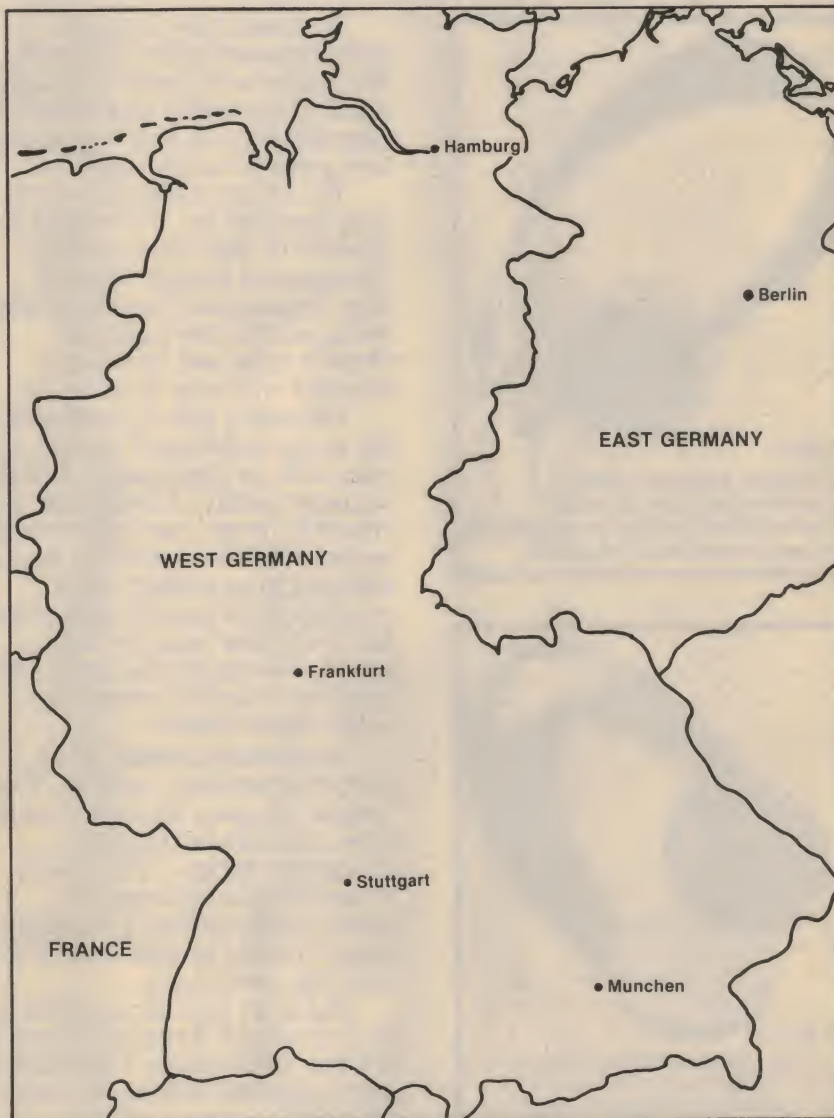 Hamburg
Berlin
EAST GERMANY
WEST GERMANY
Frankfurt
Stuttgart
FRANCE
Munchen